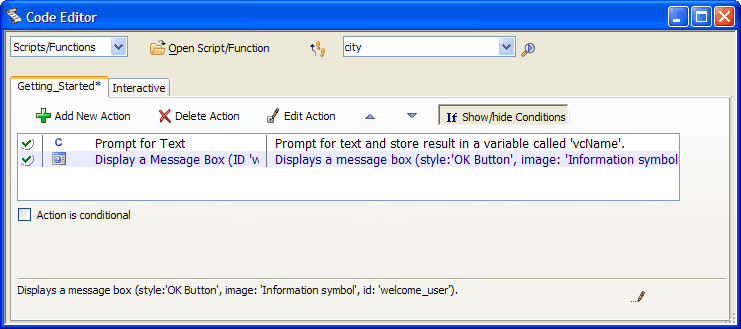 Code Editor
Scripts/Functions Open Script/Function city
Getting_Started* Interactive
Add New Action Delete Action Edit Action If Show/hide Conditions
C Prompt for Text Prompt for text and store result in a variable called 'vcName'.
Display a Message Box (ID 'w Displays a message box (style:'OK Button', image: 'Information symbol
Action is conditional
Displays a message box (style:'OK Button', image: 'Information symbol', id: 'welcome_user').